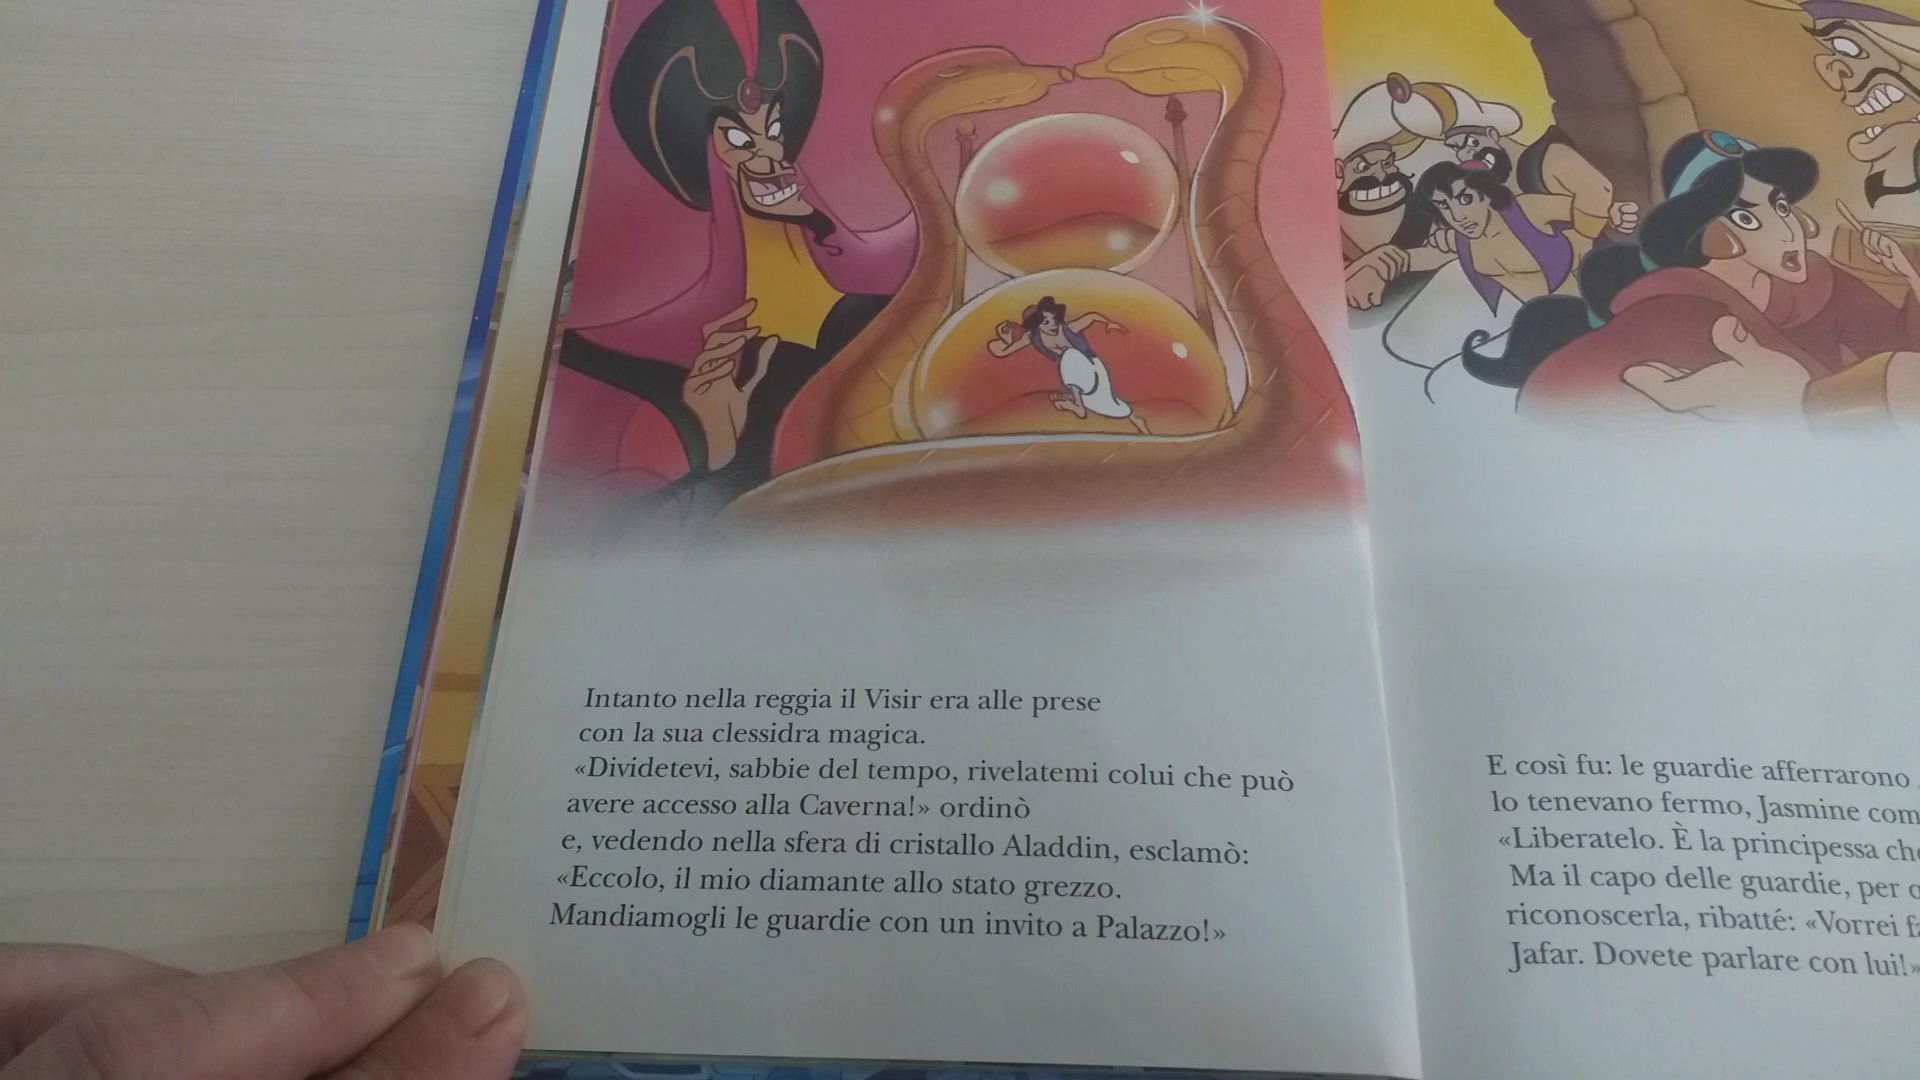 Intanto nella reggia il Visir era alle prese
con la sua clessidra magica.
«Dividetevi, sabbie del tempo, rivelatemi colui che può
avere accesso alla Caverna!» ordinò
e, vedendo nella sfera di cristallo Aladdin, esclamò:
«Eccolo, il mio diamante allo stato grezzo.
Mandiamogli le guardie con un invito a Palazzo!»
E così fu: le guardie afferrarono
lo tenevano fermo, Jasmine
«Liberatelo. È la principessa
Ma il capo delle guardie, per
riconoscerla, ribatté: «Vorrei
Jafar. Dovete parlare con lui!»